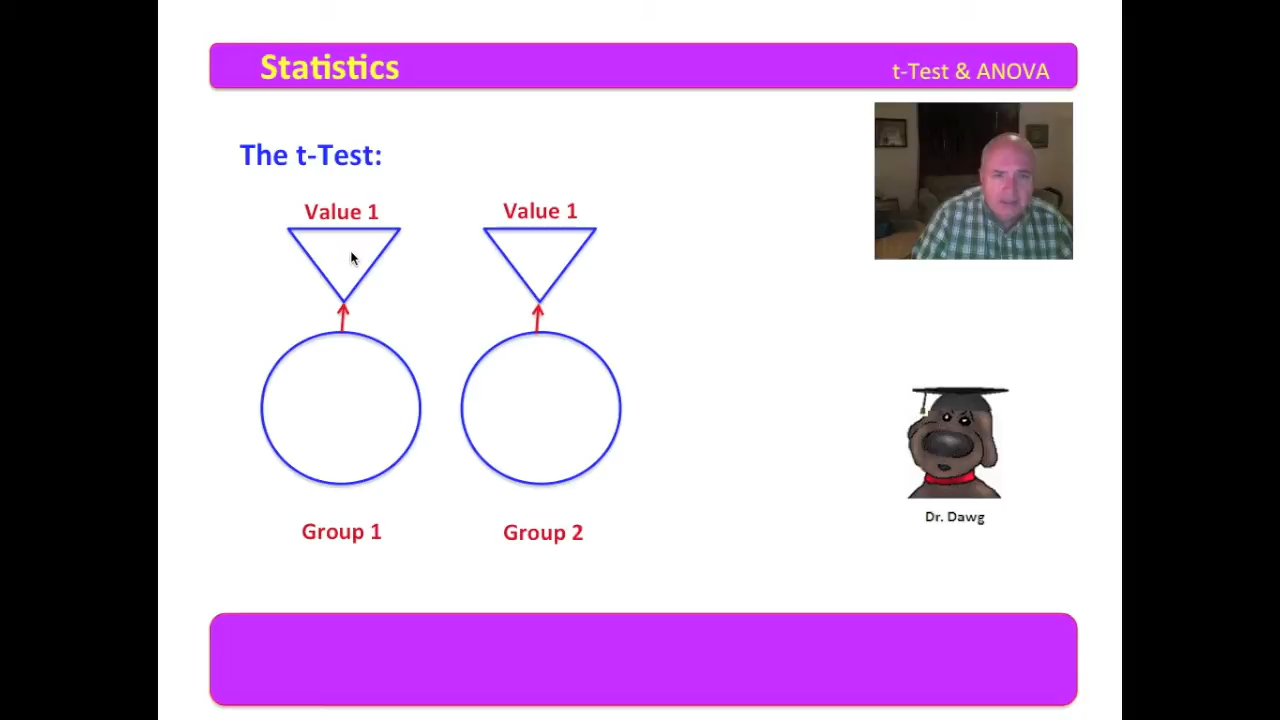 Statistics
t-Test & ANOVA
The t-Test:
Value 1
Value 1
Group 1
Group 2
Dr. Dawg